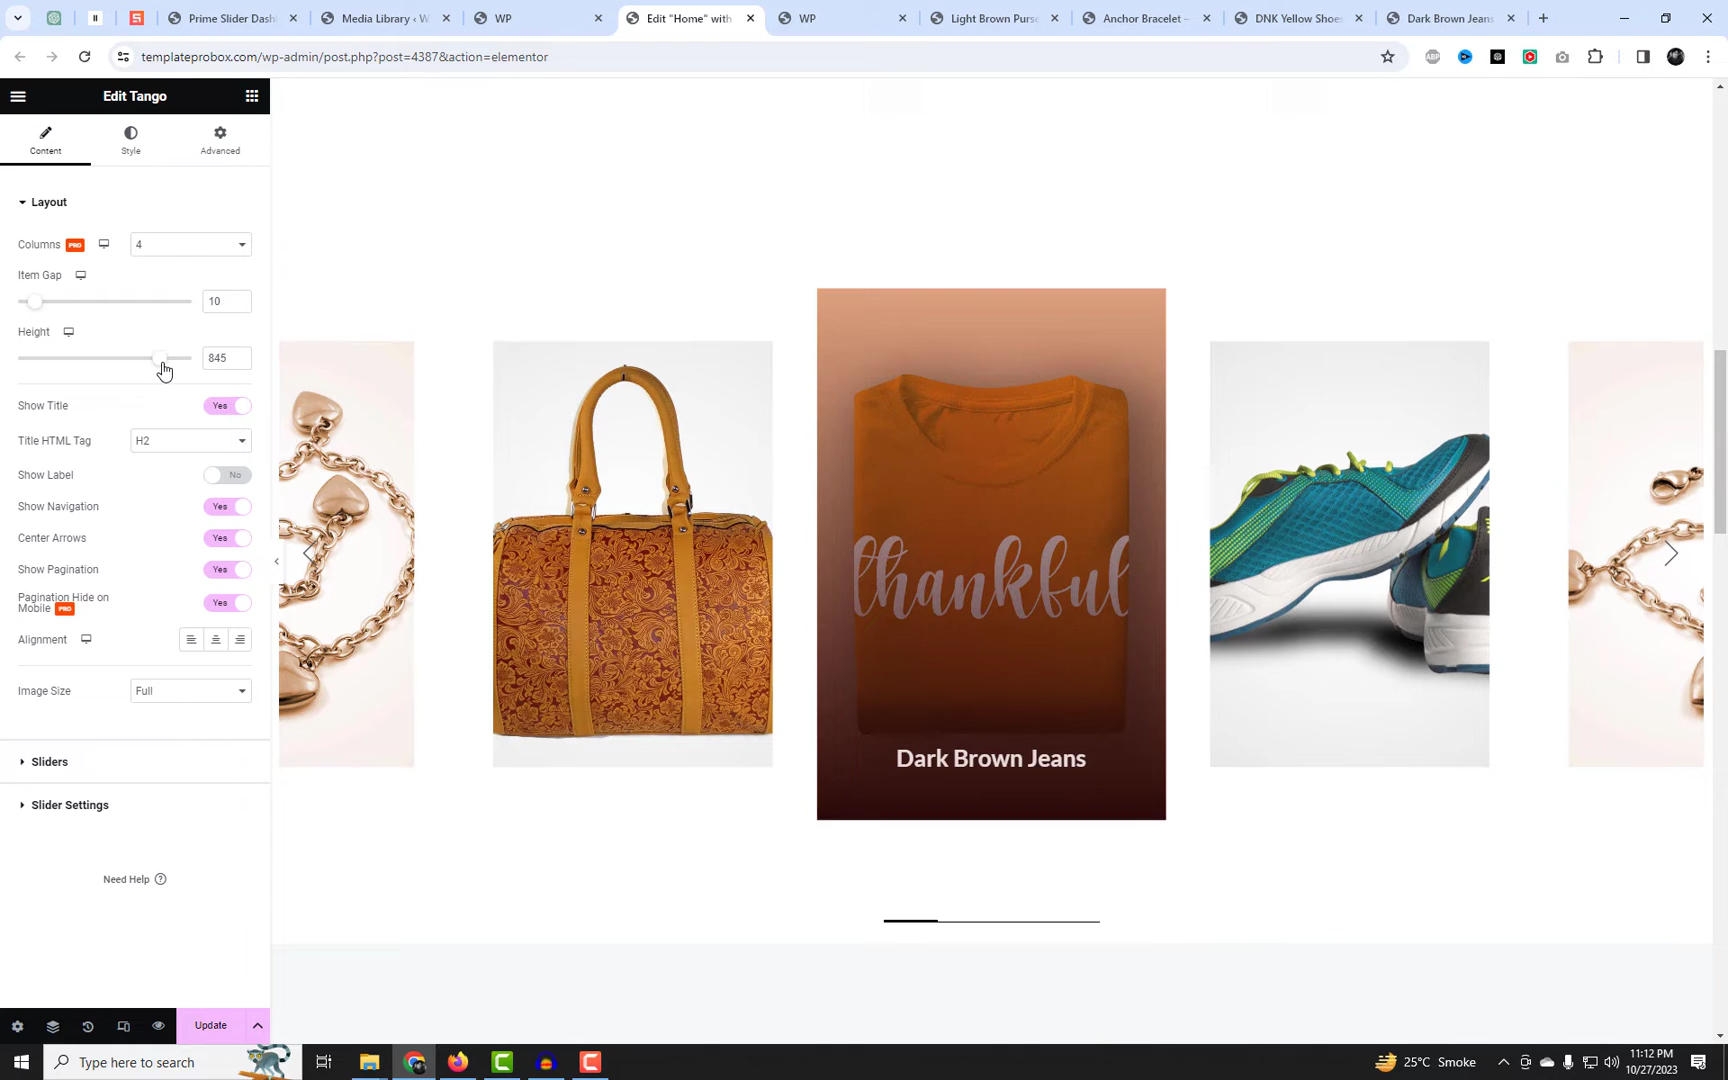 Prime Slider Dash
Media Library ‹ W
WP
Edit "Home" with
WP
Light Brown Purs
Anchor Bracelet –
DNK Yellow Shoe
Dark Brown Jeans
templateprobox.com/wp-admin/post.php?post=4387&action=elementor
ABP
Edit Tango
Content
Style
Advanced
Layout
Columns PRO
4
Item Gap
10
Height
845
Show Title
Yes
Title HTML Tag
H2
Show Label
No
Show Navigation
Yes
Center Arrows
Yes
Show Pagination
Yes
Pagination Hide on
Mobile PRO
Yes
Alignment
Image Size
Full
Sliders
Slider Settings
Need Help
Update
thankful
Dark Brown Jeans
Type here to search
25°C Smoke
11:12 PM
10/27/2023